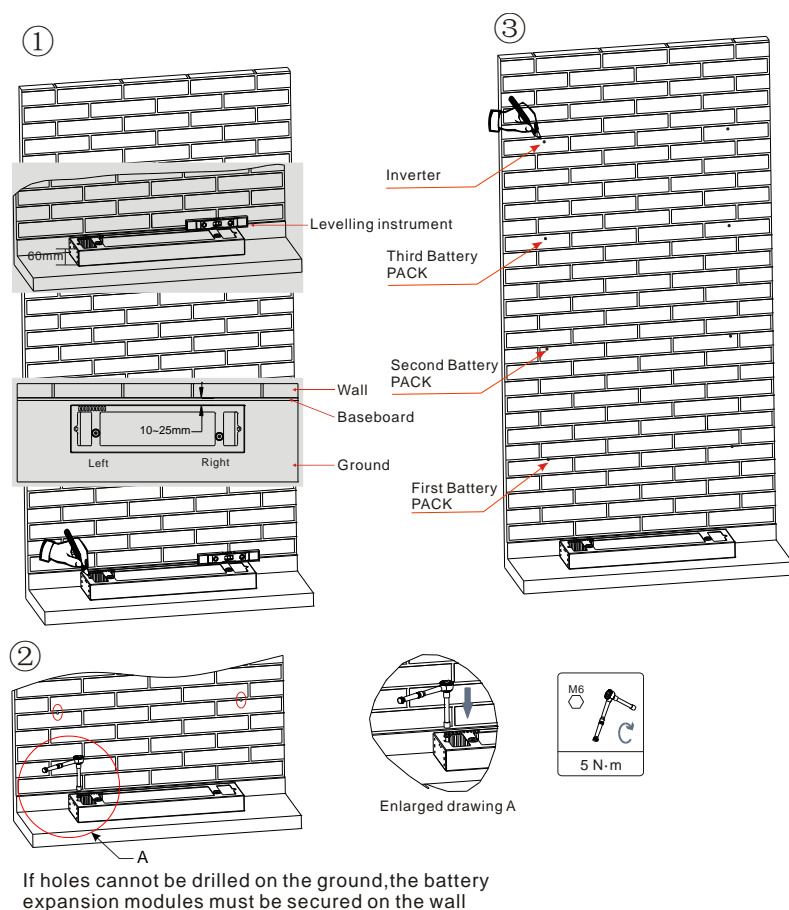 ①
60mm
Levelling instrument
Wall
10~25mm
Baseboard
Left
Right
Ground
③
Inverter
Third Battery
PACK
Second Battery
PACK
First Battery
PACK
②
A
Enlarged drawing A
M6
5 N·m
If holes cannot be drilled on the ground,the battery
expansion modules must be secured on the wall